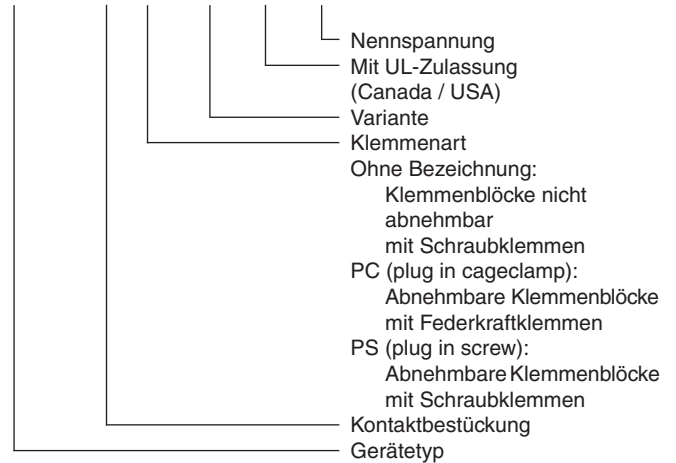 Nennspannung
Mit UL-Zulassung
(Canada / USA)
Variante
Klemmenart
Ohne Bezeichnung:
Klemmenblöcke nicht
abnehmbar
mit Schraubklemmen
PC (plug in cageclamp):
Abnehmbare Klemmenblöcke
mit Federkraftklemmen
PS (plug in screw):
Abnehmbare Klemmenblöcke
mit Schraubklemmen
Kontaktbestückung
Gerätetyp